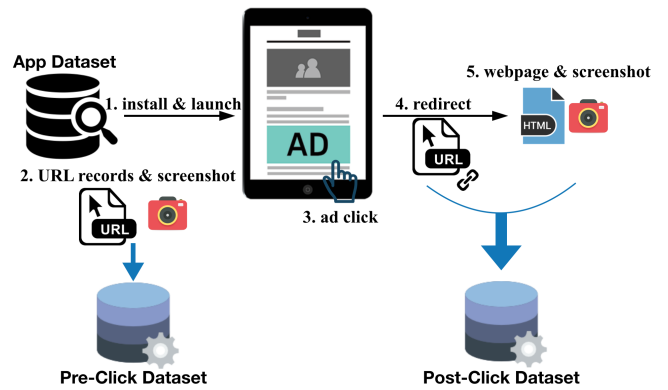 App Dataset
1. install & launch
2. URL records & screenshot
URL
Pre-Click Dataset
AD
3. ad click
4. redirect
URL
5. webpage & screenshot
HTML
Post-Click Dataset